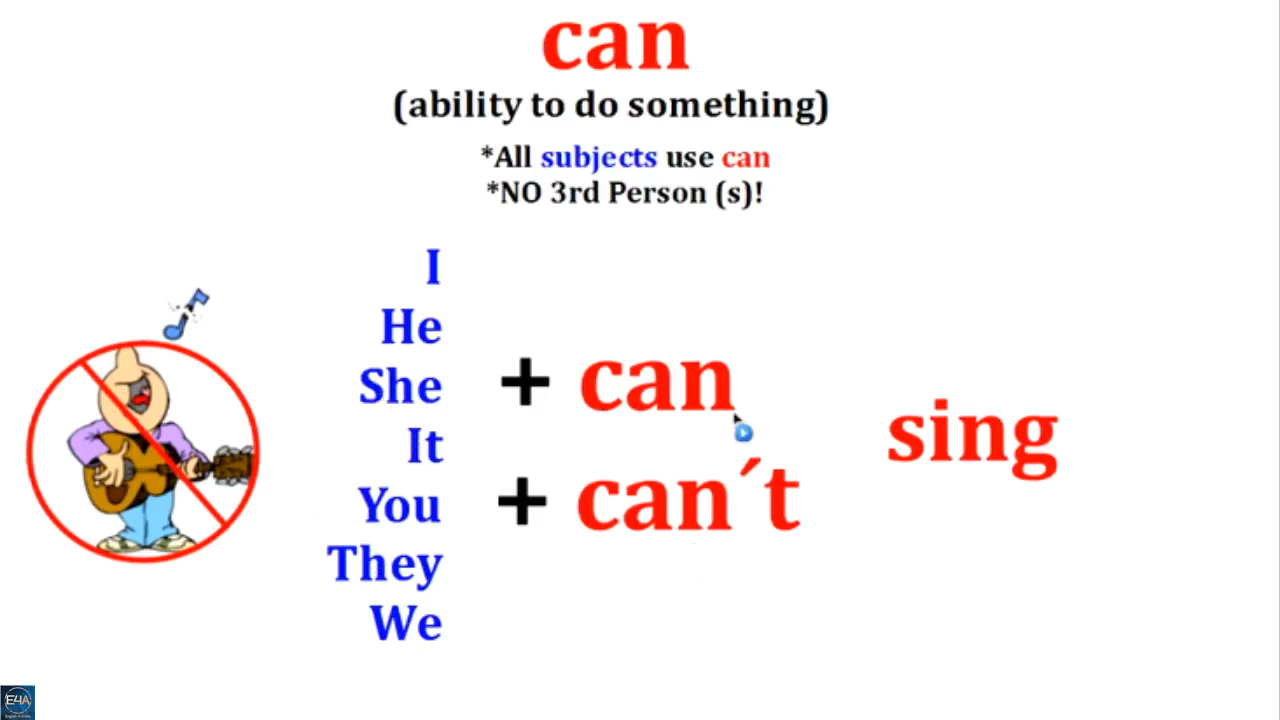 can
(ability to do something)
*All subjects use can
*NO 3rd Person (s)!
I
He
She
It
You
They
We
+ can
+ can´t
sing
E4A